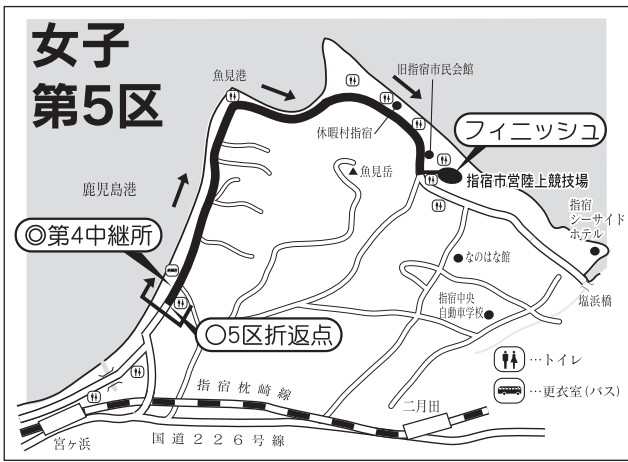 女子
第5区
魚見港
旧指宿市民会館
休暇村指宿
フィニッシュ
魚見岳
指宿市営陸上競技場
鹿児島港
指宿
シーサイド
ホテル
◎第4中継所
なのはな館
指宿中央
自動車学校
塩浜橋
○5区折返点
…トイレ
…更衣室(バス)
指宿枕崎線
二月田
宮ヶ浜
国道226号線